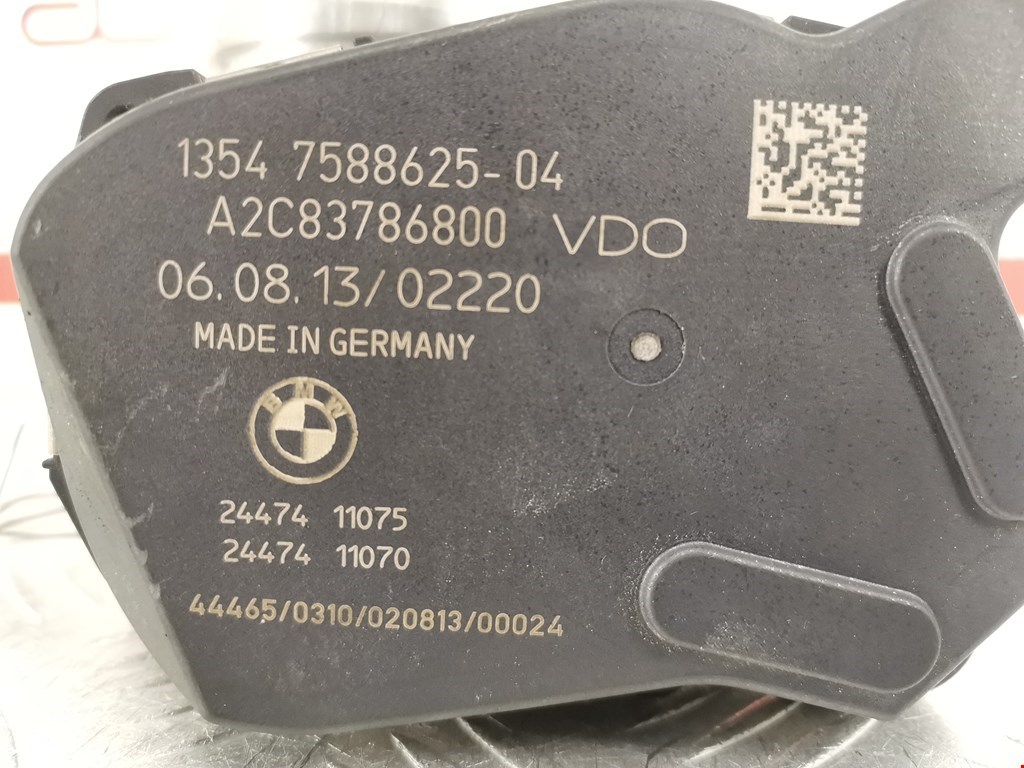 1354 7588625-04
A2C83786800 VDO
06.08.13/02220
MADE IN GERMANY
BMW
24474 11075
24474 11070
44465/0310/020813/00024